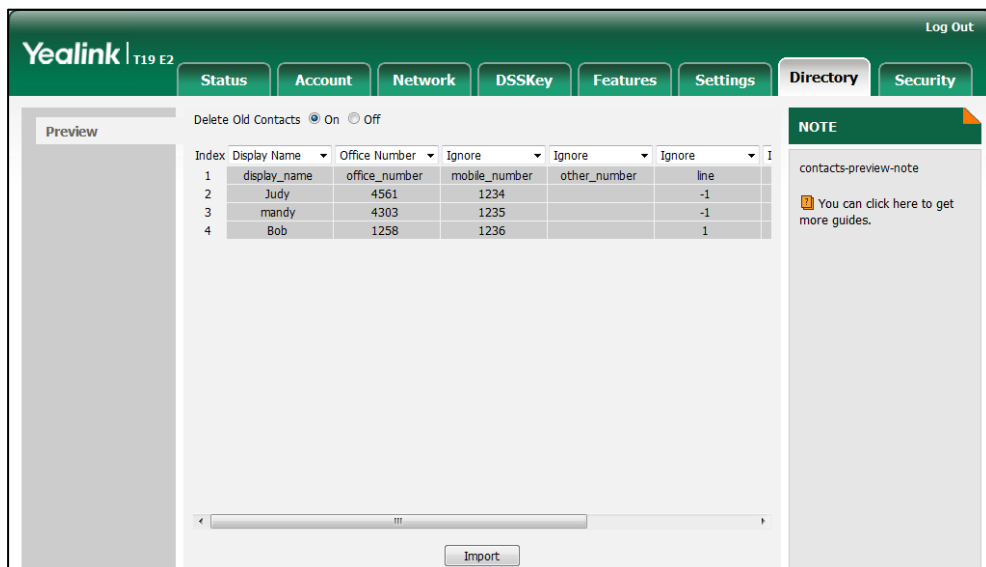 Log Out
Yealink T19 E2
Status Account Network DSSKey Features Settings Directory Security
Preview
Delete Old Contacts On Off
NOTE
Index Display Name Office Number Ignore Ignore Ignore I
1 display_name office_number mobile_number other_number line
2 Judy 4561 1234 -1
3 mandy 4303 1235 -1
4 Bob 1258 1236 1
contacts-preview-note
You can click here to get
more guides.
Import